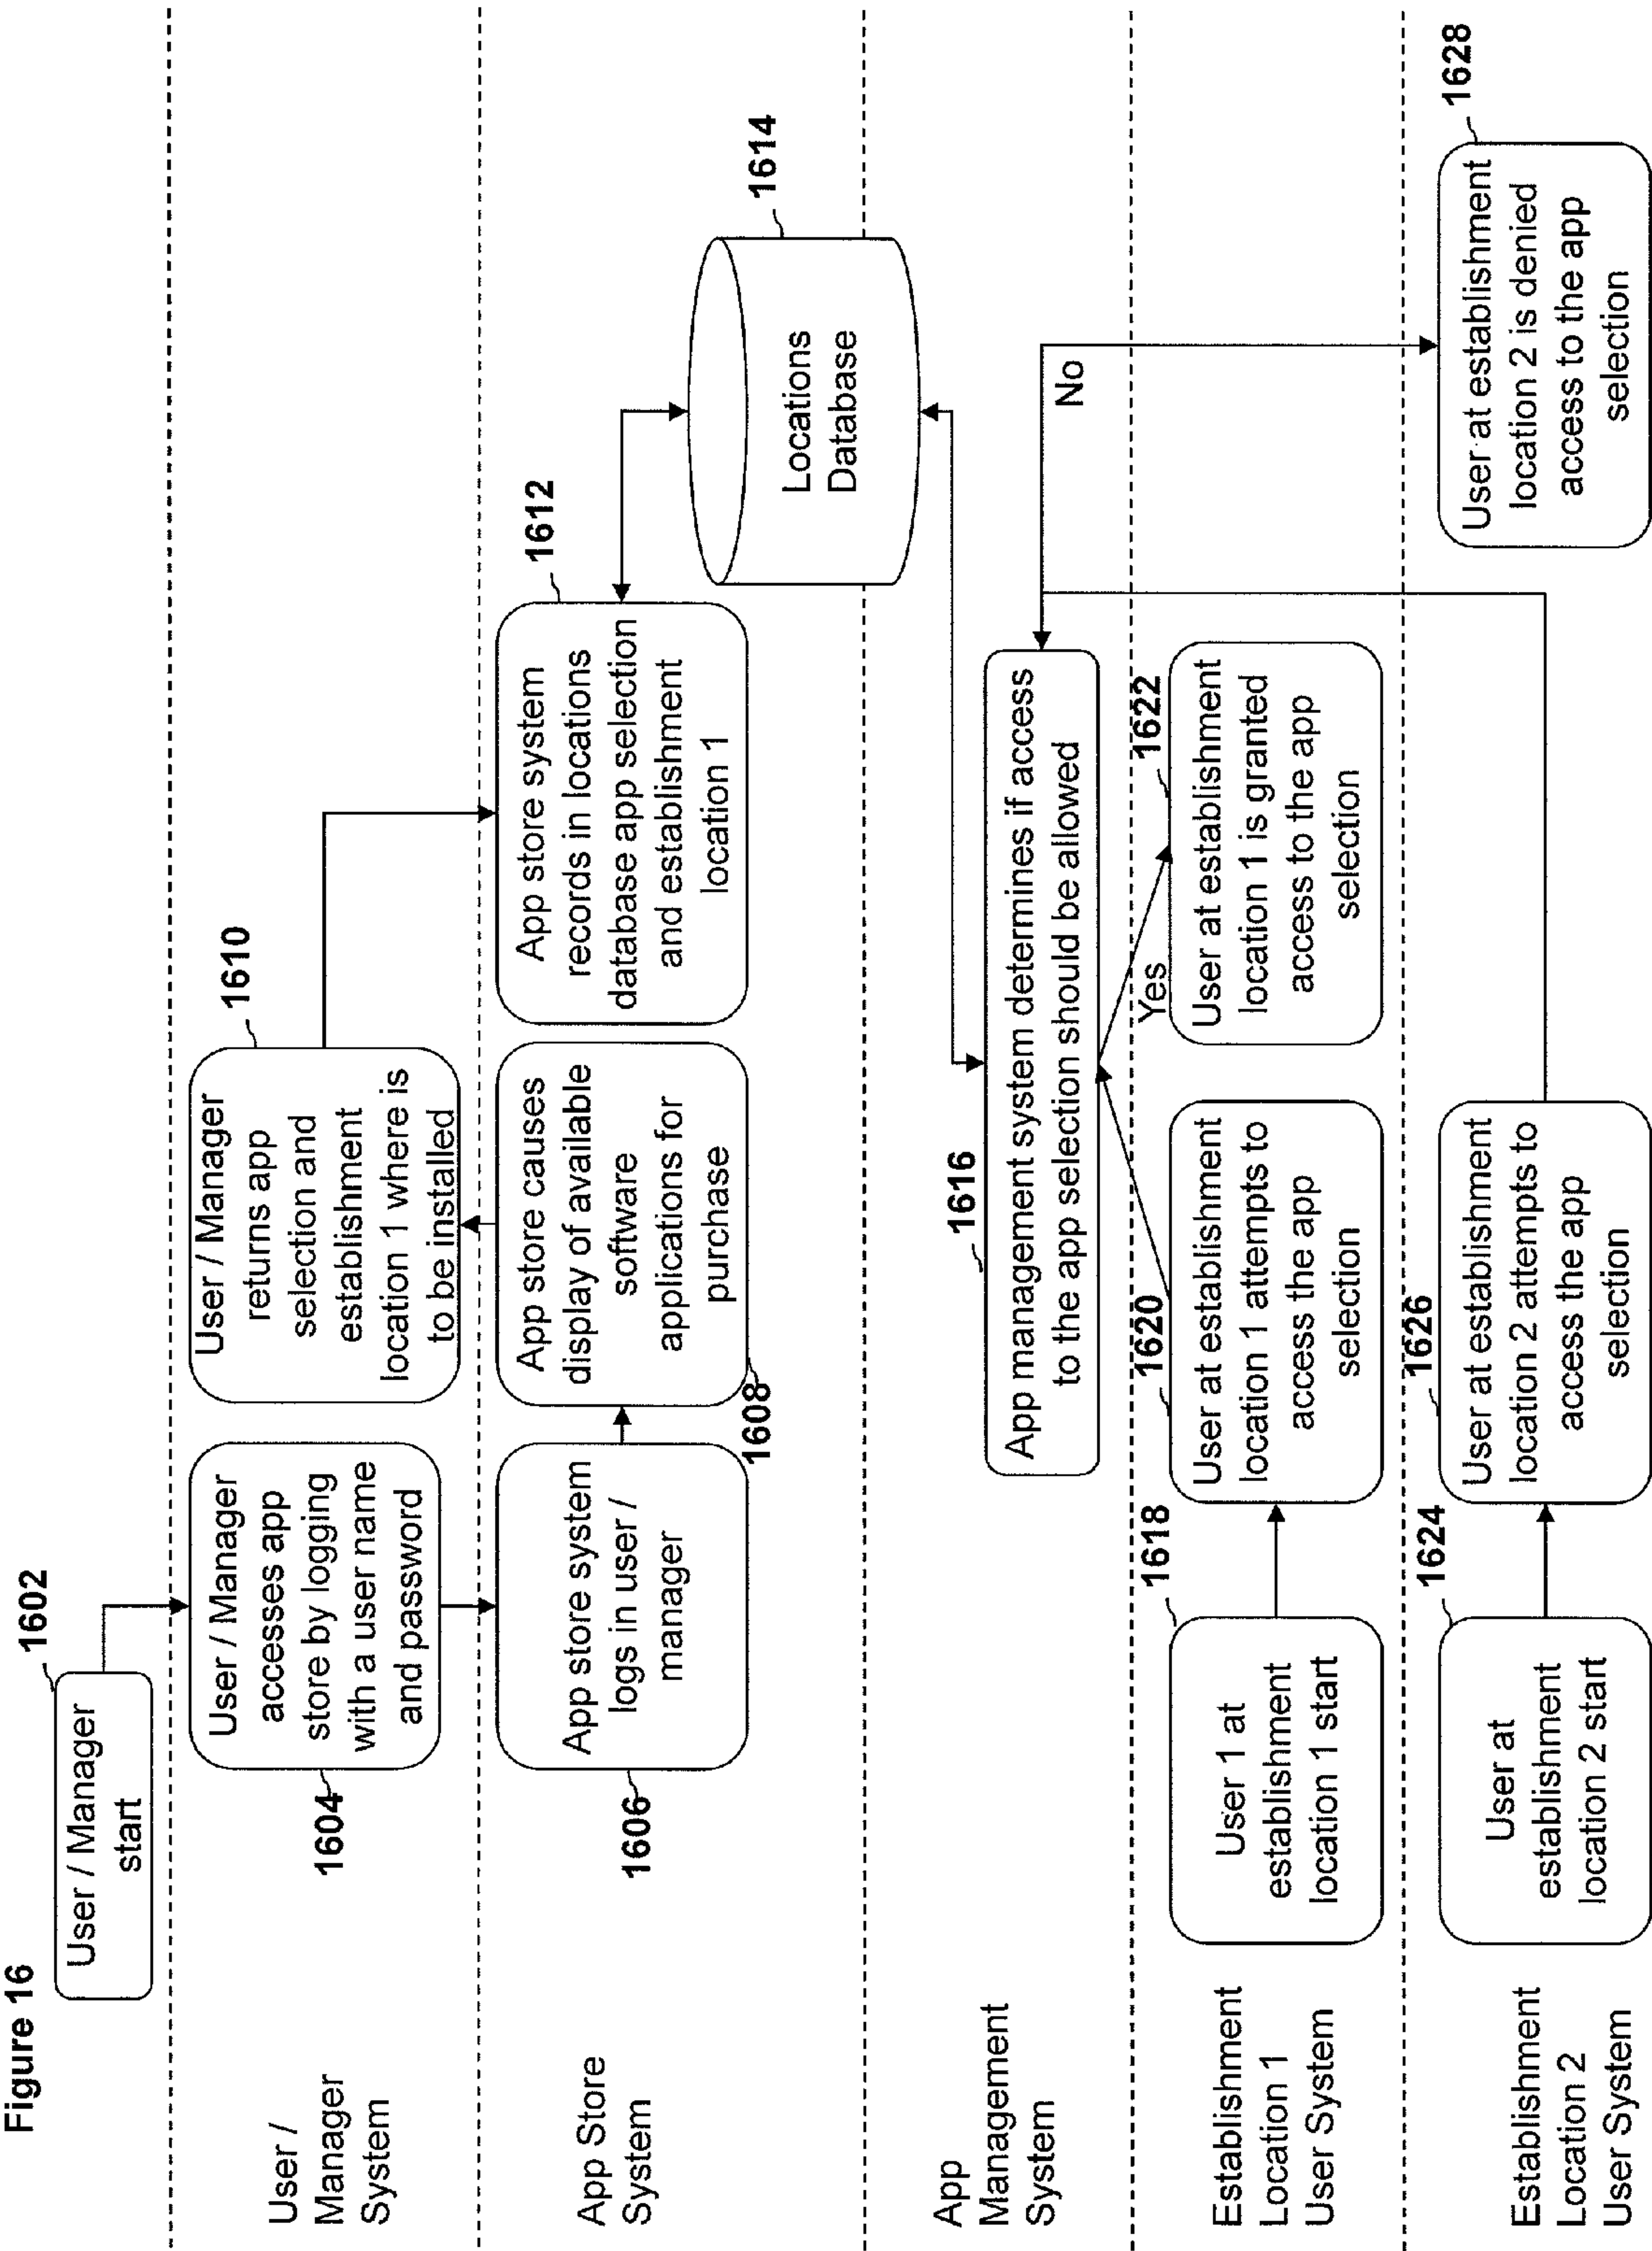 Figure 16
User / Manager
start
1602
User /
Manager
System
User / Manager
accesses app
store by logging
with a user name
and password
1604
User / Manager
returns app
selection and
establishment
location 1 where is
to be installed
1610
App Store
System
App store system
logs in user /
manager
1606
App store causes
display of available
software
applications for
purchase
1608
App store system
records in locations
database app selection
and establishment
location 1
1612
Locations
Database
1614
App
Management
System
1616
App management system determines if access
to the app selection should be allowed
No
Yes
Establishment
Location 1
User System
User 1 at
establishment
location 1 start
1618
User at establishment
location 1 attempts to
access the app
selection
1620
User at establishment
location 1 is granted
access to the app
selection
1622
Establishment
Location 2
User System
User at
establishment
location 2 start
1624
User at establishment
location 2 attempts to
access the app
selection
1626
User at establishment
location 2 is denied
access to the app
selection
1628